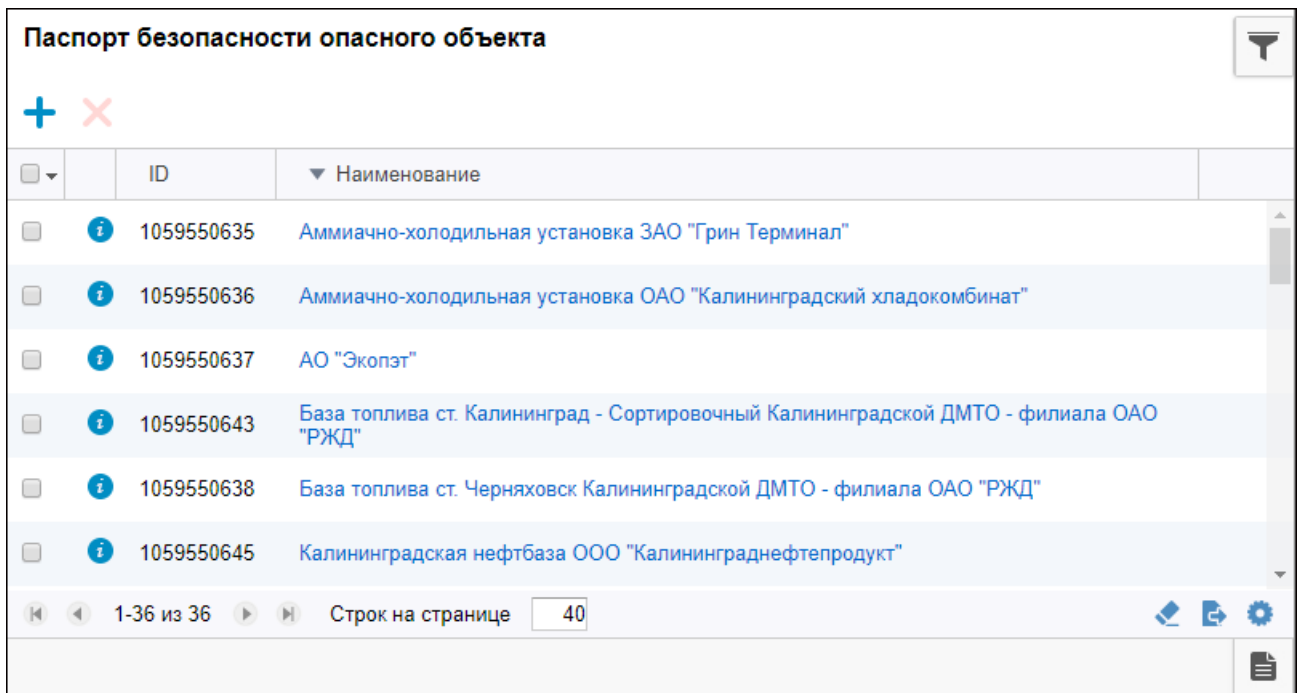 Паспорт безопасности опасного объекта
ID Наименование
1059550635 Аммиачно-холодильная установка ЗАО "Грин Терминал"
1059550636 Аммиачно-холодильная установка ОАО "Калининградский хладокомбинат"
1059550637 АО "Экопэт"
1059550643 База топлива ст. Калининград - Сортировочный Калининградской ДМТО - филиала ОАО
"РЖД"
1059550638 База топлива ст. Черняховск Калининградской ДМТО - филиала ОАО "РЖД"
1059550645 Калининградская нефтбаза ООО "Калининграднефтепродукт"
1-36 из 36 Строк на странице 40